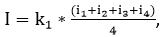 I = k₁ * (i₁+i₂+i₃+i₄)/4,